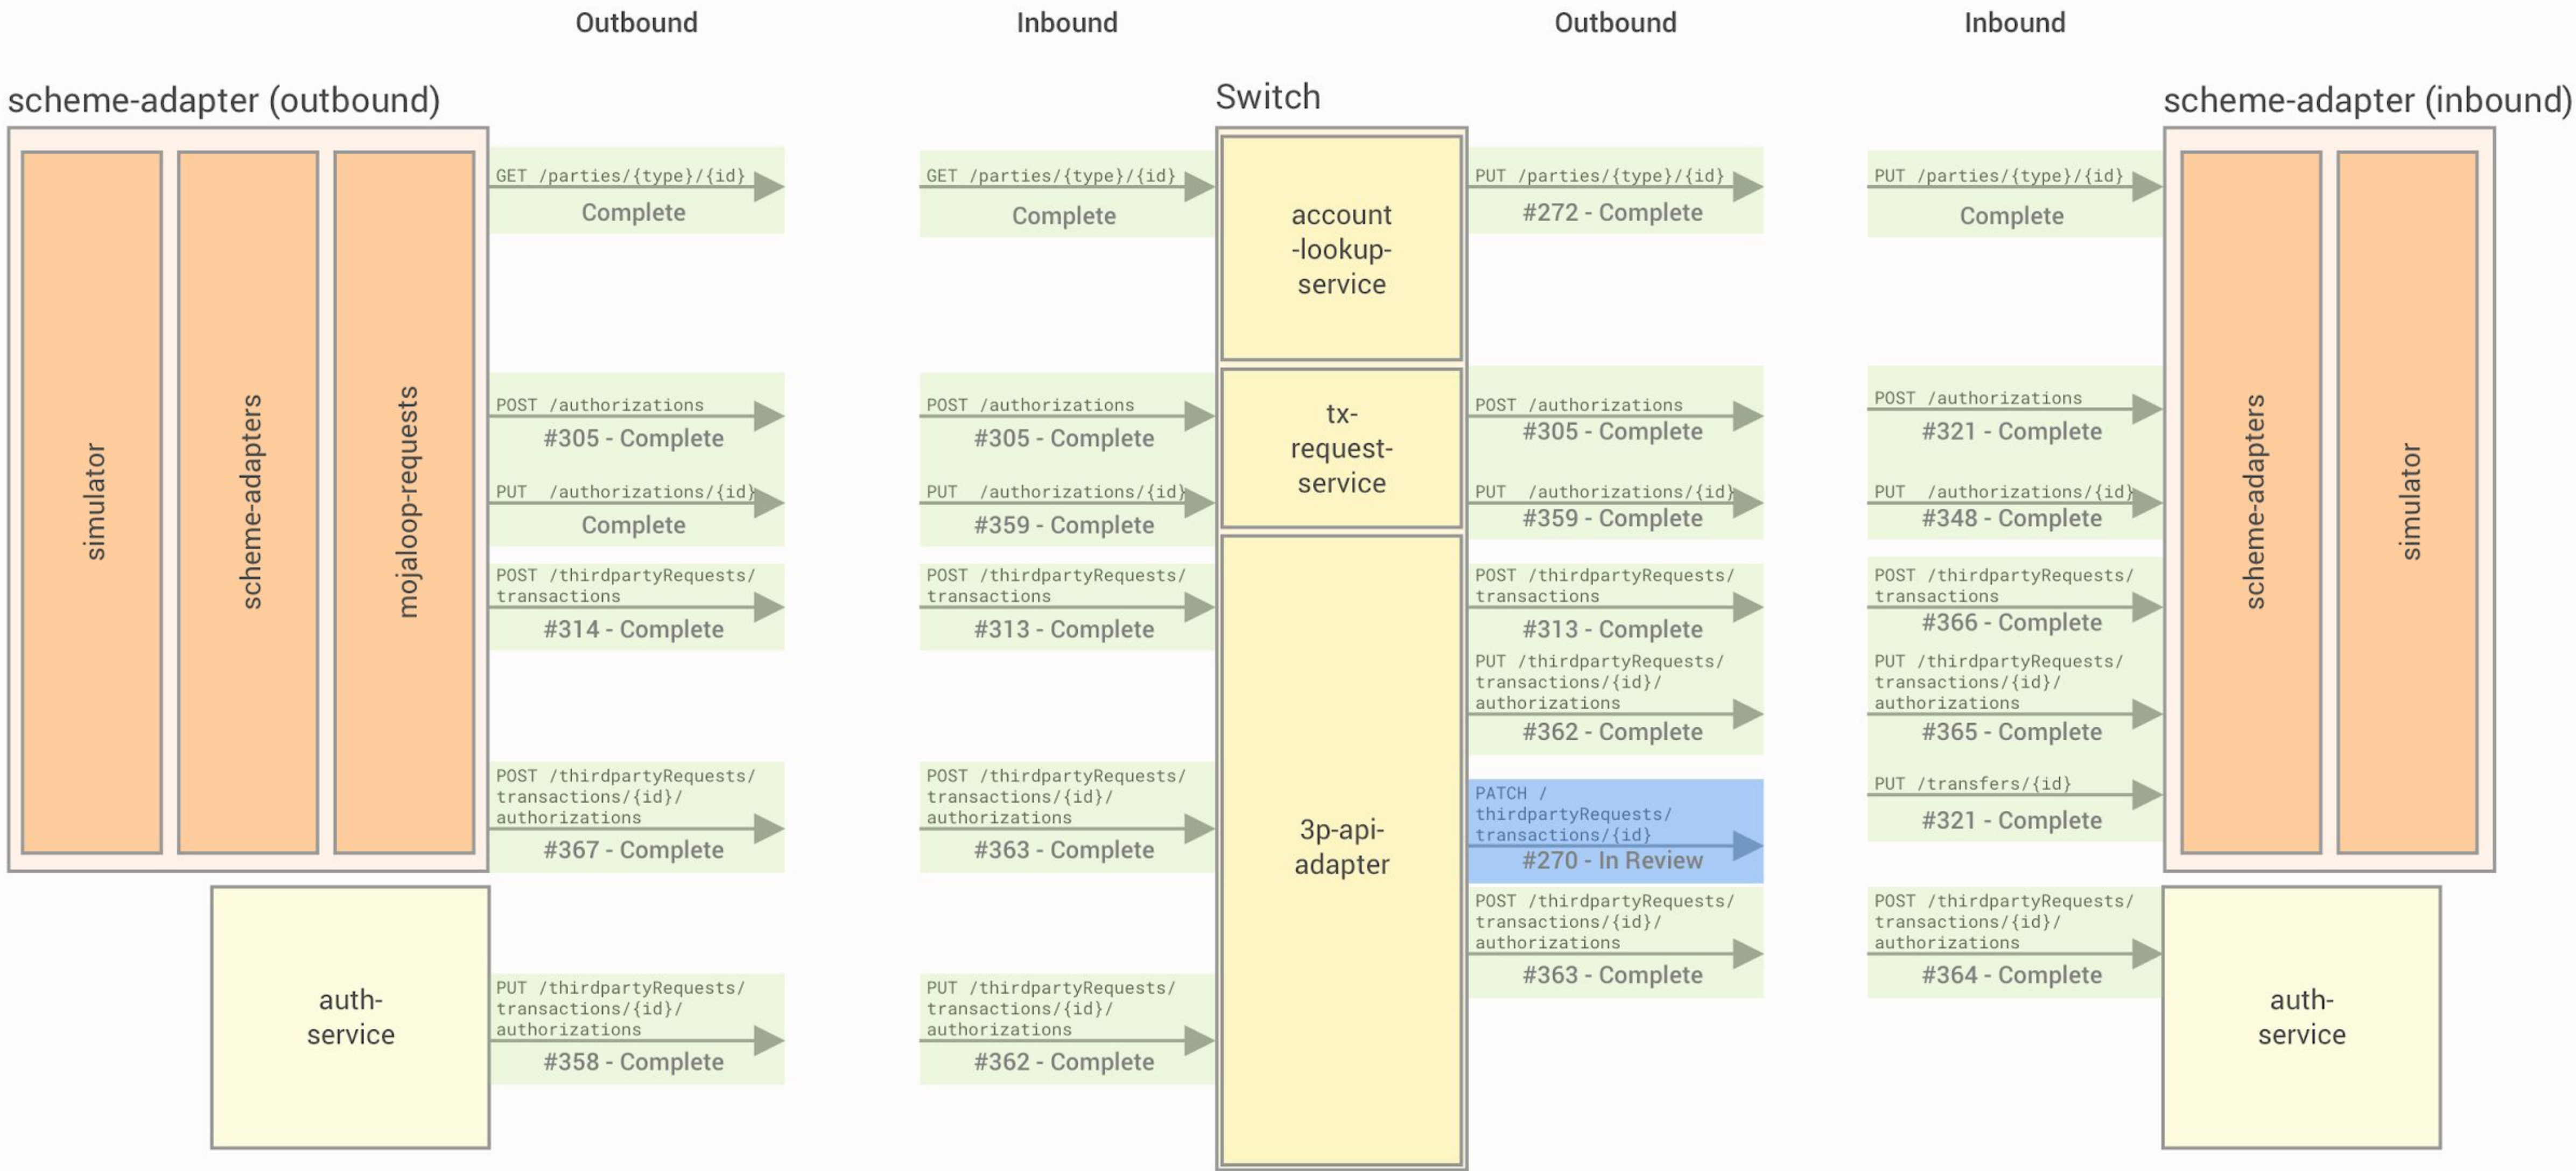 Outbound
Inbound
Outbound
Inbound
scheme-adapter (outbound)
Switch
scheme-adapter (inbound)
simulator
scheme-adapters
mojaloop-requests
GET /parties/{type}/{id}
Complete
POST /authorizations
#305 - Complete
PUT  /authorizations/{id}
Complete
POST /thirdpartyRequests/
transactions
#314 - Complete
POST /thirdpartyRequests/
transactions/{id}/
authorizations
#367 - Complete
auth-
service
PUT /thirdpartyRequests/
transactions/{id}/
authorizations
#358 - Complete
GET /parties/{type}/{id}
Complete
POST /authorizations
#305 - Complete
PUT  /authorizations/{id}
#359 - Complete
POST /thirdpartyRequests/
transactions
#313 - Complete
POST /thirdpartyRequests/
transactions/{id}/
authorizations
#363 - Complete
PUT /thirdpartyRequests/
transactions/{id}/
authorizations
#362 - Complete
account
-lookup-
service
tx-
request-
service
3p-api-
adapter
PUT /parties/{type}/{id}
#272 - Complete
POST /authorizations
#305 - Complete
PUT  /authorizations/{id}
#359 - Complete
POST /thirdpartyRequests/
transactions
#313 - Complete
PUT /thirdpartyRequests/
transactions/{id}/
authorizations
#362 - Complete
PATCH /
thirdpartyRequests/
transactions/{id}
#270 - In Review
POST /thirdpartyRequests/
transactions/{id}/
authorizations
#363 - Complete
PUT /parties/{type}/{id}
Complete
POST /authorizations
#321 - Complete
PUT  /authorizations/{id}
#348 - Complete
POST /thirdpartyRequests/
transactions
#366 - Complete
PUT /thirdpartyRequests/
transactions/{id}/
authorizations
#365 - Complete
PUT /transfers/{id}
#321 - Complete
POST /thirdpartyRequests/
transactions/{id}/
authorizations
#364 - Complete
scheme-adapters
simulator
auth-
service